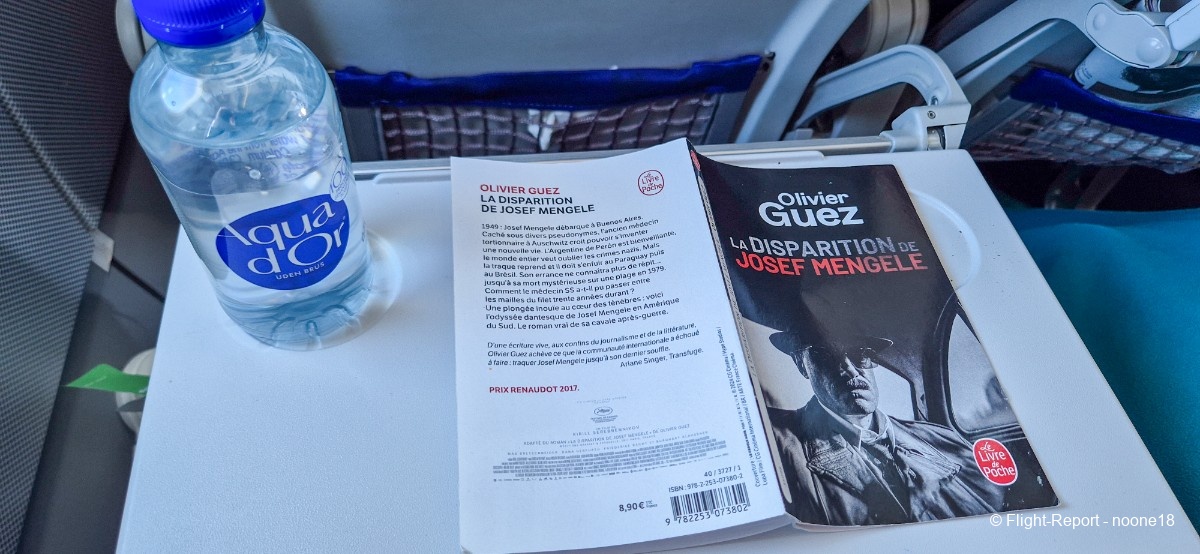 Aqua
d'Or
UDEN BRUS
OLIVIER GUEZ
LA DISPARITION
DE JOSEF MENGELE
Le
Livre
de
Poche
1949 : Josef Mengele débarque à Buenos Aires.
Caché sous divers pseudonymes, l'ancien médecin
tortionnaire à Auschwitz croit pouvoir s'inventer
une nouvelle vie. L'Argentine de Perón est bienveillante,
le monde entier veut oublier les crimes nazis. Mais
la traque reprend et il doit s'enfuir au Paraguay puis
au Brésil. Son errance ne connaîtra plus de répit...
jusqu'à sa mort mystérieuse sur une plage en 1979.
Comment le médecin SS a-t-il pu passer entre
les mailles du filet trente années durant ?
Une plongée inouïe au cœur des ténèbres : voici
l'odyssée dantesque de Josef Mengele en Amérique
du Sud. Le roman vrai de sa cavale après-guerre.
D'une écriture vive, aux confins du journalisme et de la littérature,
Olivier Guez achève ce que la communauté internationale a échoué
à faire : traquer Josef Mengele jusqu'à son dernier souffle.
Ariane Singer, Transfuge.
PRIX RENAUDOT 2017.
KIRILL SEREBRENNIKOV
40 / 3727 / 1
ISBN : 978-2-253-07380-2
8,90 €
9 782253 073802
Olivier
Guez
LA DISPARITION DE
JOSEF MENGELE
Le
Livre
de
Poche
© Flight-Report - noone18